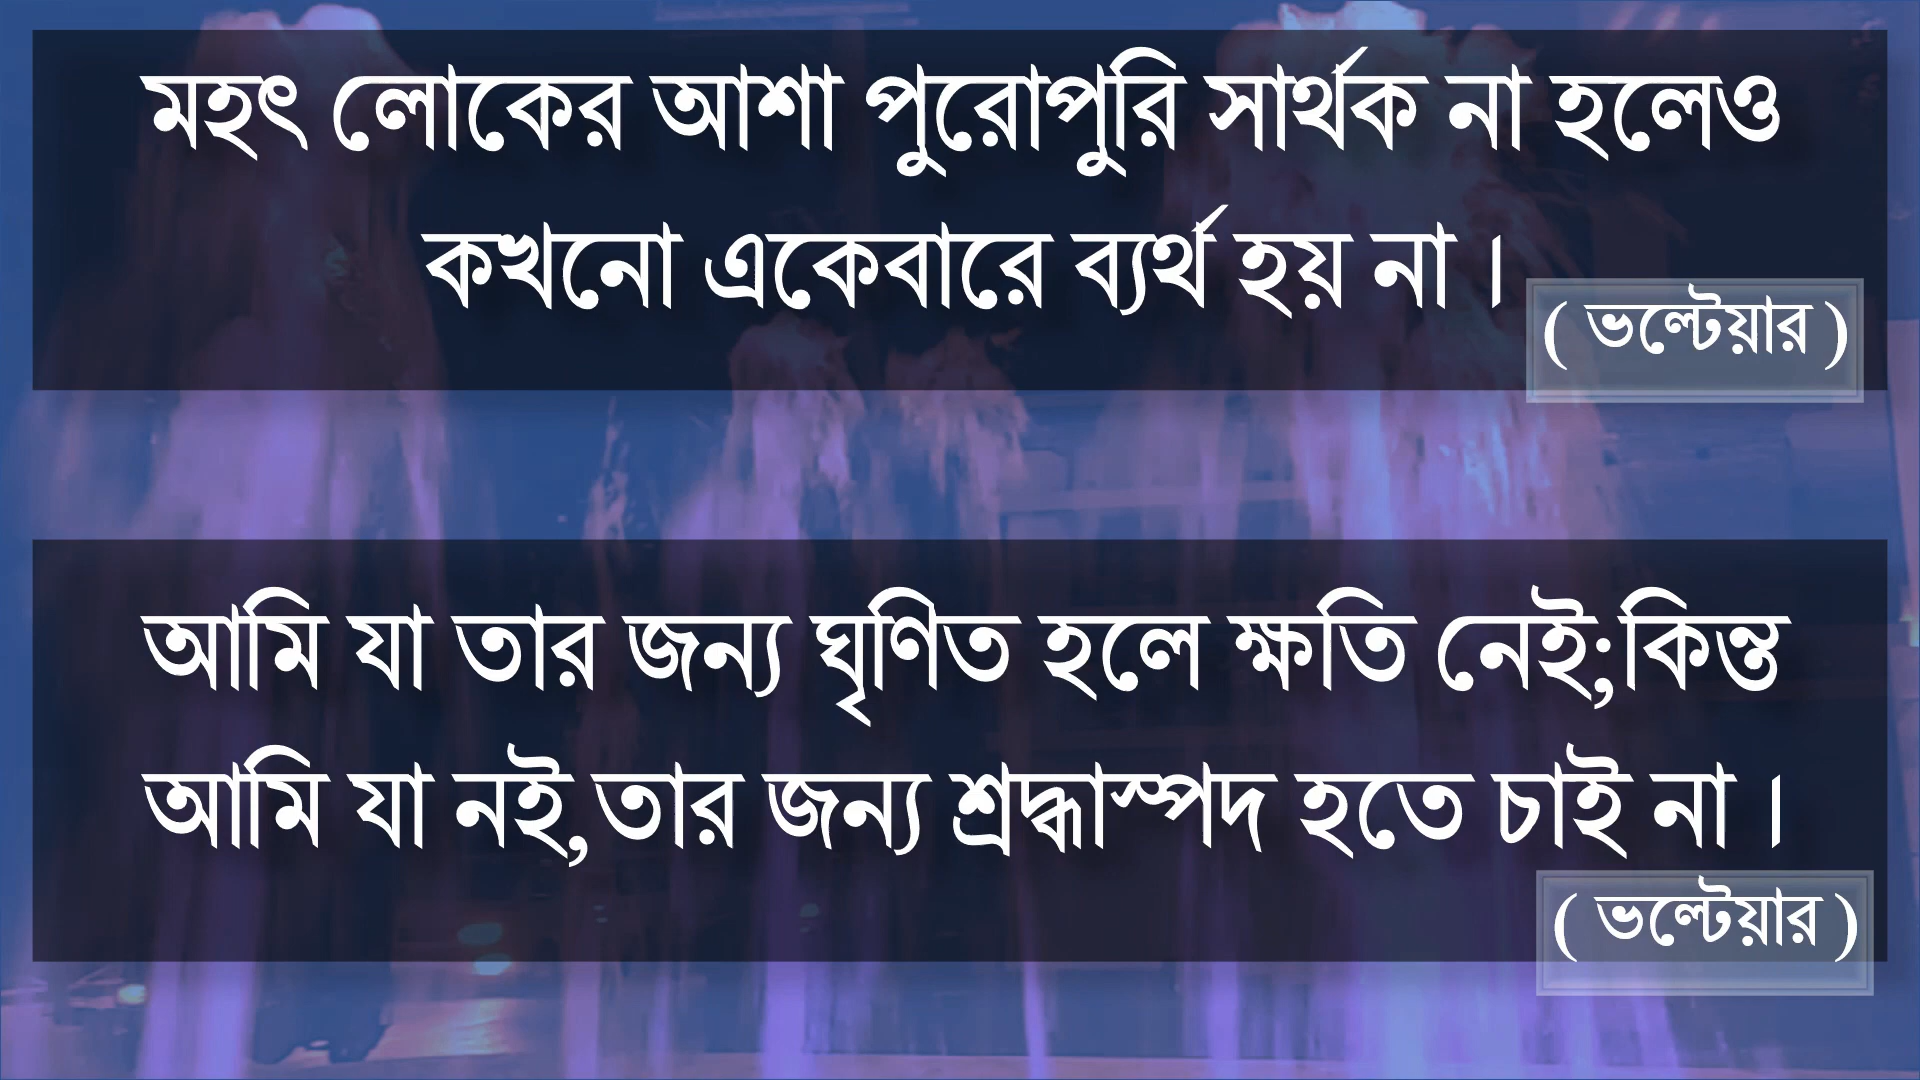 মহৎ লোকের আশা পুরোপুরি সার্থক না হলেও
কখনো একেবারে ব্যর্থ হয় না ।
( ভল্টেয়ার )
আমি যা তার জন্য ঘৃণিত হলে ক্ষতি নেই;কিন্ত
আমি যা নই,তার জন্য শ্রদ্ধাস্পদ হতে চাই না ।
( ভল্টেয়ার )